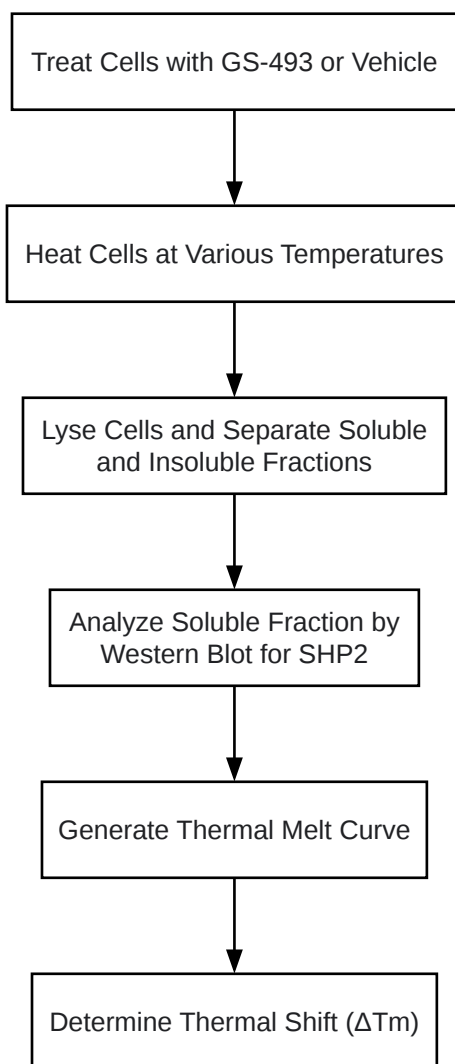 Treat Cells with GS-493 or Vehicle
Heat Cells at Various Temperatures
Lyse Cells and Separate Soluble
and Insoluble Fractions
Analyze Soluble Fraction by
Western Blot for SHP2
Generate Thermal Melt Curve
Determine Thermal Shift (ΔTm)